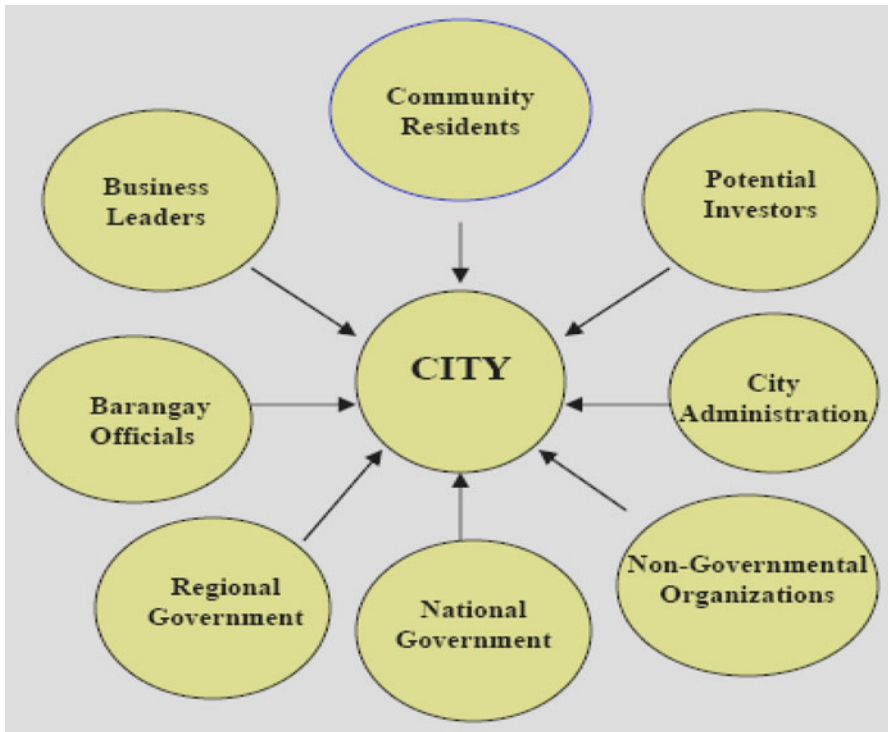 Community
Residents
Business
Leaders
Potential
Investors
CITY
Barangay
Officials
City
Administration
Regional
Government
National
Government
Non-Governmental
Organizations